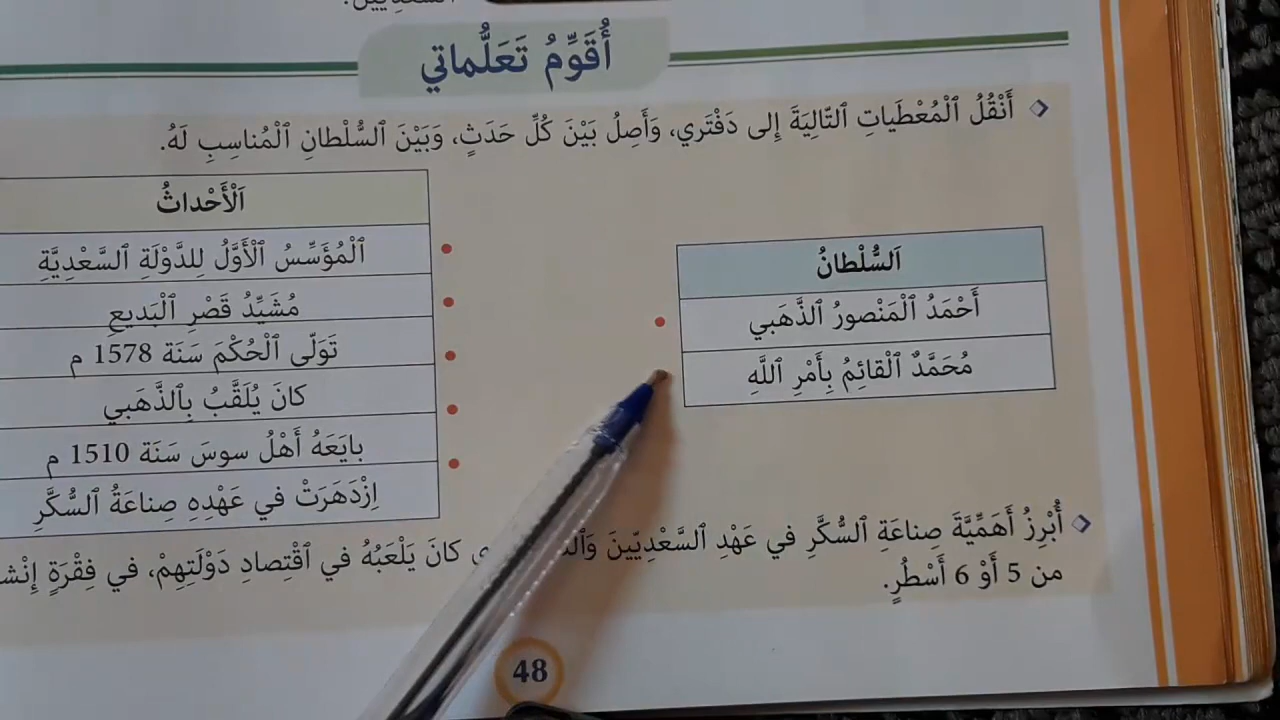 السَّعْدِيّينَ.
أُقَوِّمُ تَعَلُّماتي
أَنْقُلُ ٱلْمُعْطَياتِ ٱلتّالِيَةَ إِلى دَفْتَري، وَأَصِلُ بَيْنَ كُلِّ حَدَثٍ، وَبَيْنَ ٱلسُّلْطانِ ٱلْمُناسِبِ لَهُ.
اَلسُّلْطانُ
أَحْمَدُ ٱلْمَنْصورُ ٱلذَّهَبي
مُحَمَّدٌ ٱلْقائِمُ بِأَمْرِ ٱللَّهِ
اَلْأَحْداثُ
ٱلْمُؤَسِّسُ ٱلْأَوَّلُ لِلدَّوْلَةِ ٱلسَّعْدِيَّةِ
مُشَيِّدُ قَصْرِ ٱلْبَديعِ
تَوَلّى ٱلْحُكْمَ سَنَة 1578 م
كانَ يُلَقَّبُ بِٱلذَّهَبي
بايَعَهُ أَهْلُ سوسَ سَنَة 1510 م
اِزْدَهَرَتْ في عَهْدِهِ صِناعَةُ ٱلسُّكَّرِ
أُبْرِزُ أَهَمِّيَّةَ صِناعَةِ ٱلسُّكَّرِ في عَهْدِ ٱلسَّعْدِيّينَ كانَ يَلْعَبُهُ في ٱقْتِصادِ دَوْلَتِهِمْ، في فِقْرَةٍ
من 5 أَوْ 6 أَسْطُرٍ.
48